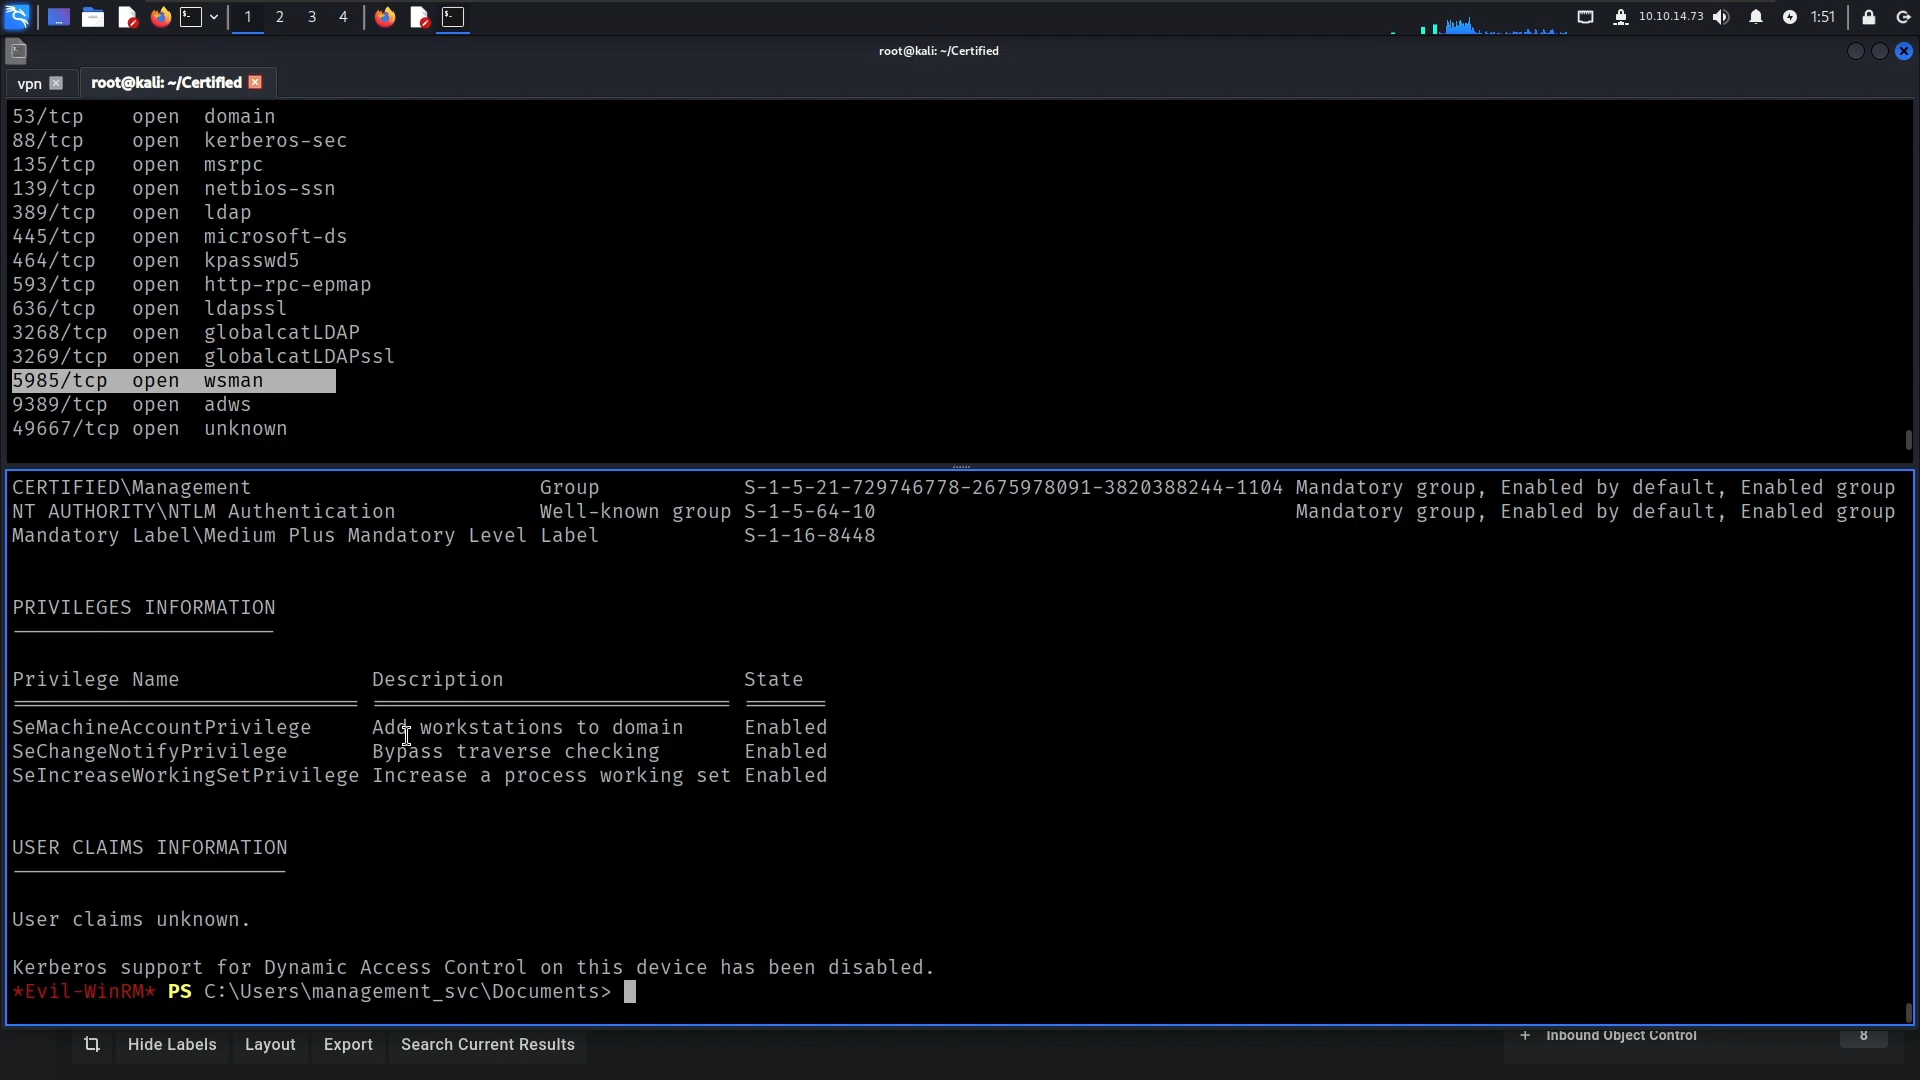 1 2 3 4 10.10.14.73 1:51
root@kali: ~/Certified
vpn root@kali: ~/Certified
53/tcp open domain
88/tcp open kerberos-sec
135/tcp open msrpc
139/tcp open netbios-ssn
389/tcp open ldap
445/tcp open microsoft-ds
464/tcp open kpasswd5
593/tcp open http-rpc-epmap
636/tcp open ldapssl
3268/tcp open globalcatLDAP
3269/tcp open globalcatLDAPssl
5985/tcp open wsman
9389/tcp open adws
49667/tcp open unknown
CERTIFIED\Management Group S-1-5-21-729746778-2675978091-3820388244-1104 Mandatory group, Enabled by default, Enabled group
NT AUTHORITY\NTLM Authentication Well-known group S-1-5-64-10 Mandatory group, Enabled by default, Enabled group
Mandatory Label\Medium Plus Mandatory Level Label S-1-16-8448
PRIVILEGES INFORMATION
Privilege Name Description State
SeMachineAccountPrivilege Add workstations to domain Enabled
SeChangeNotifyPrivilege Bypass traverse checking Enabled
SeIncreaseWorkingSetPrivilege Increase a process working set Enabled
USER CLAIMS INFORMATION
User claims unknown.
Kerberos support for Dynamic Access Control on this device has been disabled.
*Evil-WinRM* PS C:\Users\management_svc\Documents>
Hide Labels Layout Export Search Current Results + Inbound Object Control 8